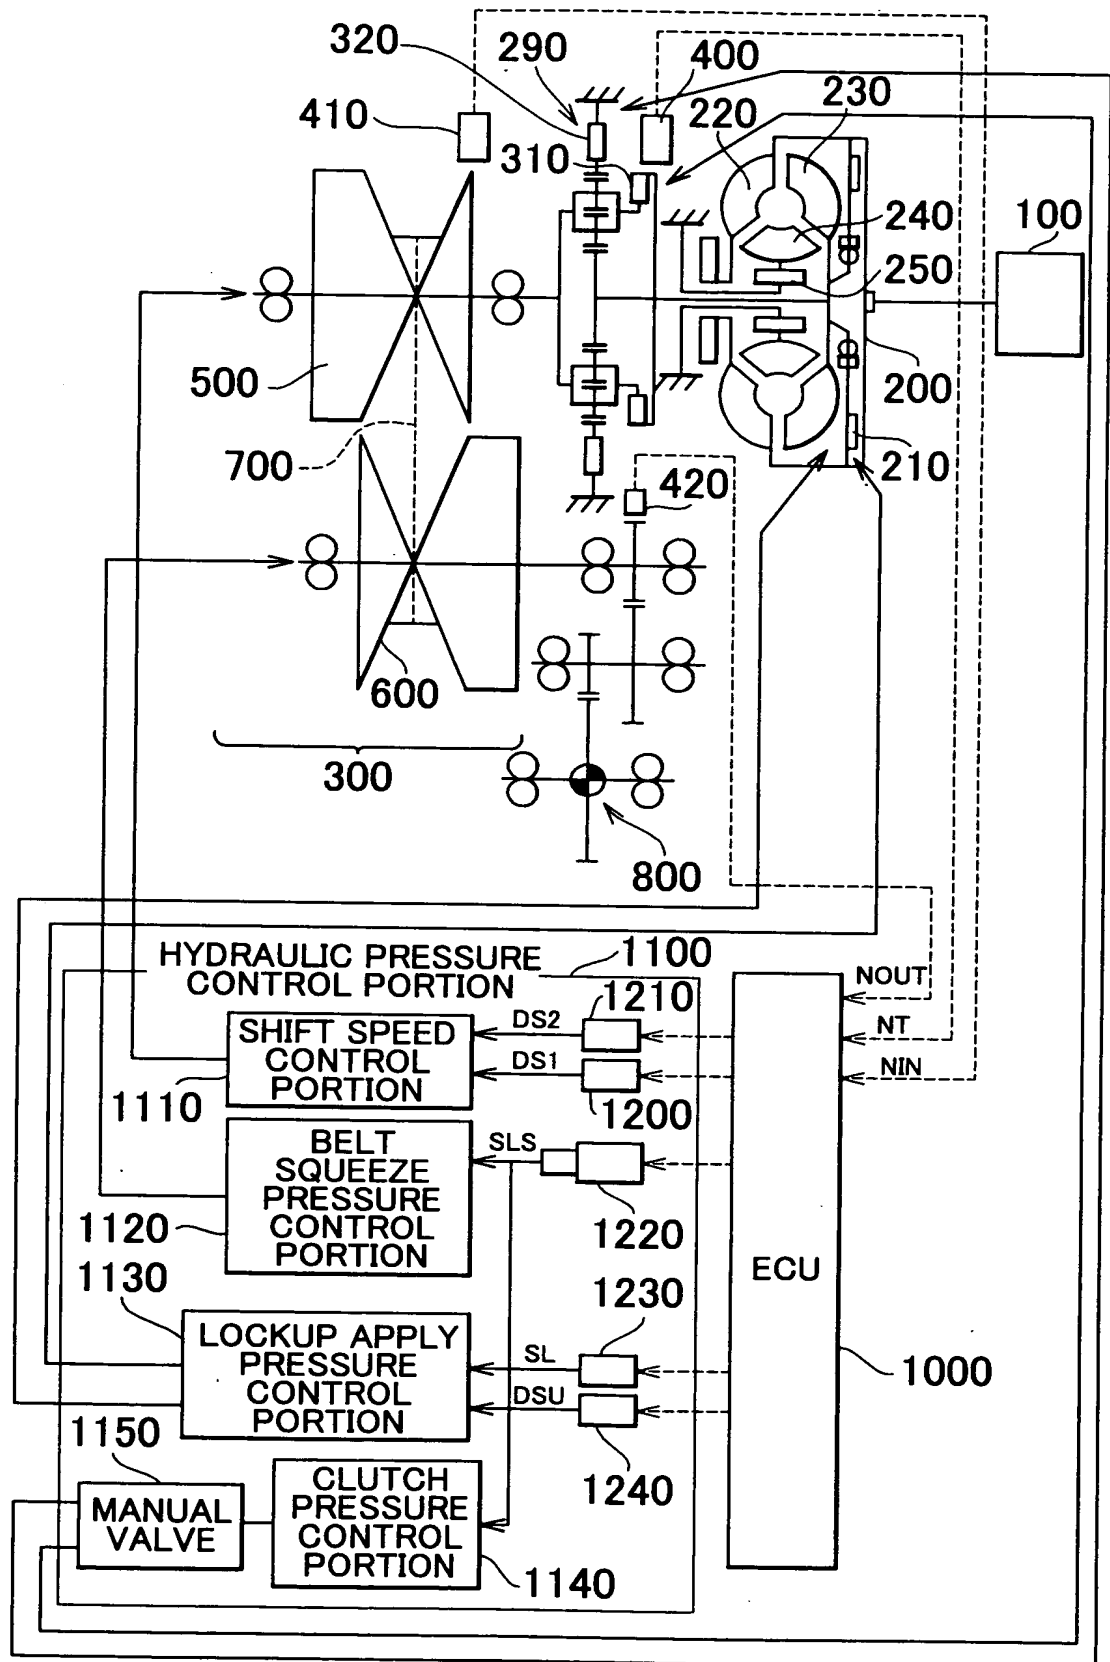 320
290
400
230
410
220
310
240
100
250
500
200
700
210
420
600
300
800
HYDRAULIC PRESSURE
CONTROL PORTION
1100
NOUT
1210
SHIFT SPEED
CONTROL
PORTION
DS2
NT
DS1
NIN
1110
1200
BELT
SQUEEZE
PRESSURE
CONTROL
PORTION
SLS
1120
1220
ECU
1130
1230
LOCKUP APPLY
PRESSURE
CONTROL
PORTION
SL
DSU
1000
1150
1240
MANUAL
VALVE
CLUTCH
PRESSURE
CONTROL
PORTION
1140